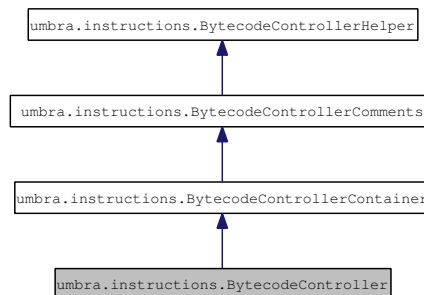 umbra.instructions.BytecodeControllerHelper
umbra.instructions.BytecodeControllerComments
umbra.instructions.BytecodeControllerContainer
umbra.instructions.BytecodeController